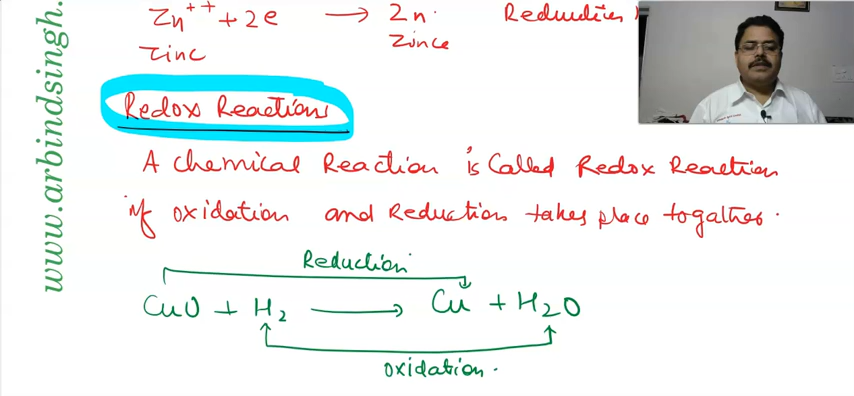 Zn++ + 2e → Zn. Reduction
Zinc Zince
Redox Reactions
A chemical Reaction is called Redox Reaction
if oxidation and Reduction takes place togather.
Reduction
CuO + H2 → Cu + H2O
oxidation.
www.arbindsingh.